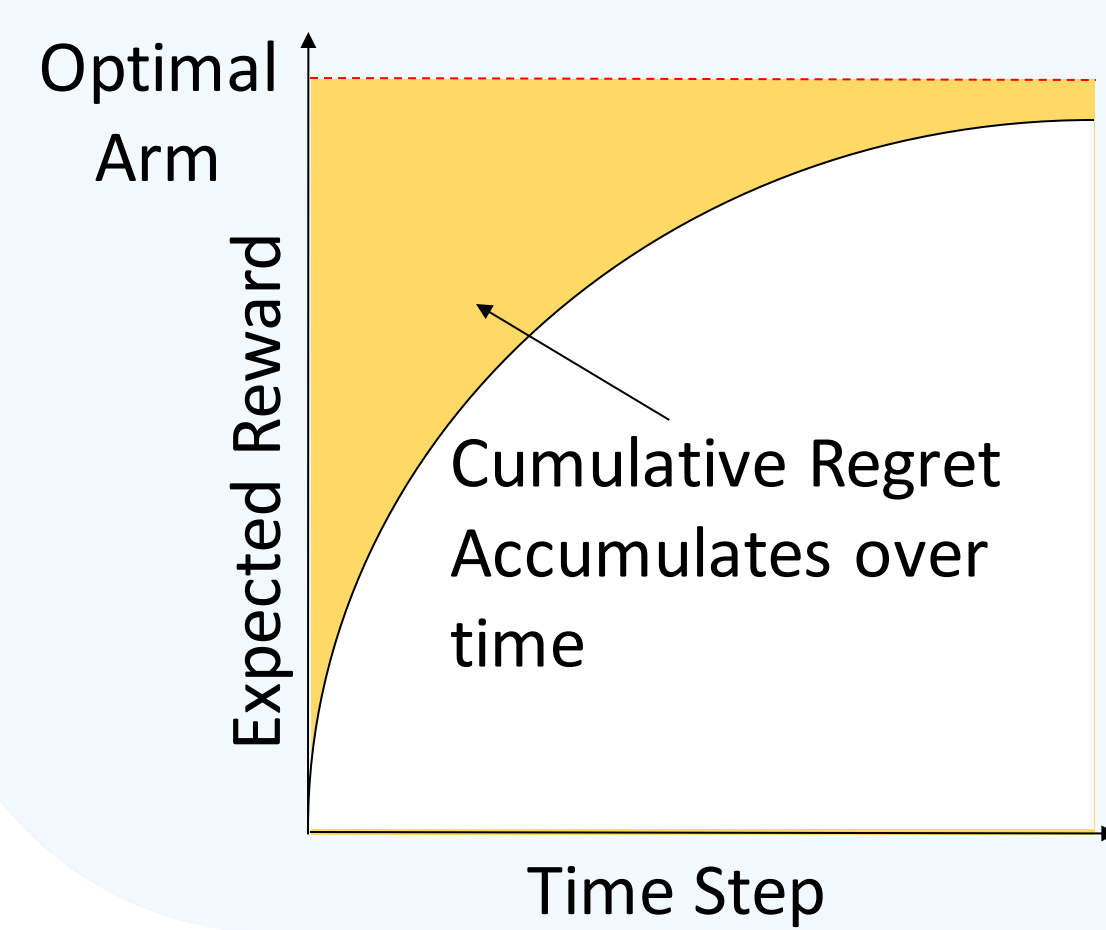 Optimal
Arm
Expected Reward
Cumulative Regret
Accumulates over
time
Time Step